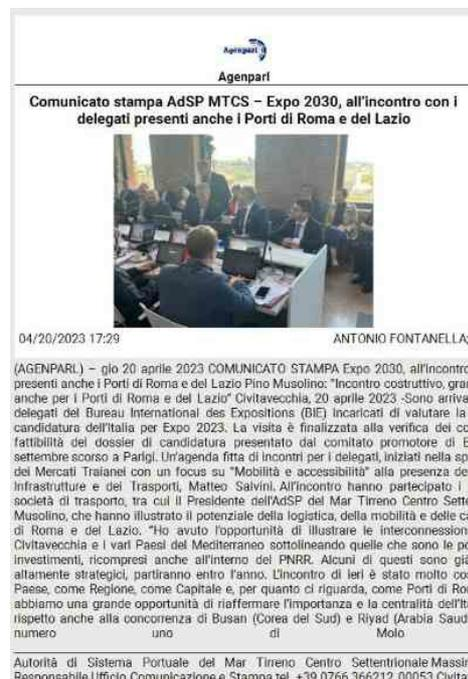 Agenparl
Agenparl
Comunicato stampa AdSP MTCS – Expo 2030, all'incontro con i
delegati presenti anche i Porti di Roma e del Lazio
04/20/2023 17:29
ANTONIO FONTANELLA;
(AGENPARL) – gio 20 aprile 2023 COMUNICATO STAMPA Expo 2030, all'incontro
presenti anche i Porti di Roma e del Lazio Pino Musolino: "Incontro costruttivo, gran
anche per i Porti di Roma e del Lazio" Civitavecchia, 20 aprile 2023 -Sono arriva
delegati del Bureau International des Expositions (BIE) incaricati di valutare la
candidatura dell'Italia per Expo 2023. La visita è finalizzata alla verifica dei co
fattibilità del dossier di candidatura presentato dal comitato promotore di E
settembre scorso a Parigi. Un'agenda fitta di incontri per i delegati, iniziati nella sp
dei Mercati Traianei con un focus su "Mobilità e accessibilità" alla presenza de
Infrastrutture e dei Trasporti, Matteo Salvini. All'incontro hanno partecipato i
società di trasporto, tra cui il Presidente dell'AdSP del Mar Tirreno Centro Sette
Musolino, che hanno illustrato il potenziale della logistica, della mobilità e delle ca
di Roma e del Lazio. "Ho avuto l'opportunità di illustrare le interconnession
Civitavecchia e i vari Paesi del Mediterraneo sottolineando quelle che sono le po
investimenti, ricompresi anche all'interno del PNRR. Alcuni di questi sono già
altamente strategici, partiranno entro l'anno. L'incontro di ieri è stato molto cos
Paese, come Regione, come Capitale e, per quanto ci riguarda, come Porti di Ro
abbiamo una grande opportunità di riaffermare l'importanza e la centralità dell'It
rispetto anche alla concorrenza di Busan (Corea del Sud) e Riyad (Arabia Saud
numero uno di Molo
Autorità di Sistema Portuale del Mar Tirreno Centro Settentrionale Massim
Responsabile Ufficio Comunicazione e Stampa tel. +39 0766 366212 00053 Civita